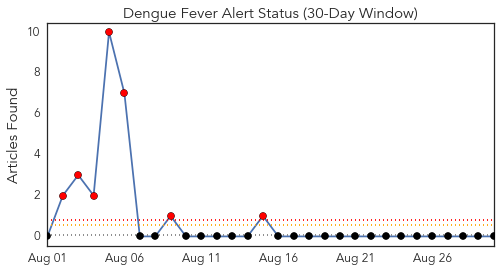 Dengue Fever Alert Status (30-Day Window)
Articles Found
10
8
6
4
2
0
Aug 01 Aug 06 Aug 11 Aug 16 Aug 21 Aug 26